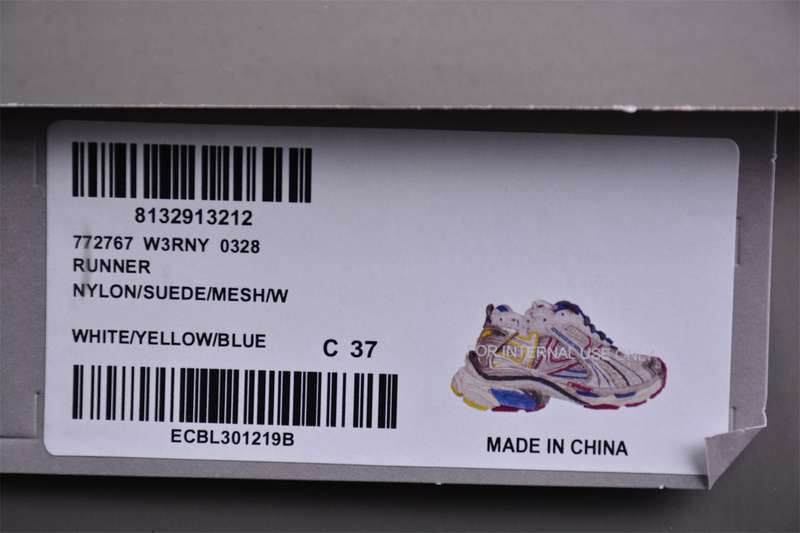 8132913212
772767 W3RNY 0328
RUNNER
NYLON/SUEDE/MESH/W
WHITE/YELLOW/BLUE
C 37
FOR INTERNAL USE ONLY
ECBL301219B
MADE IN CHINA